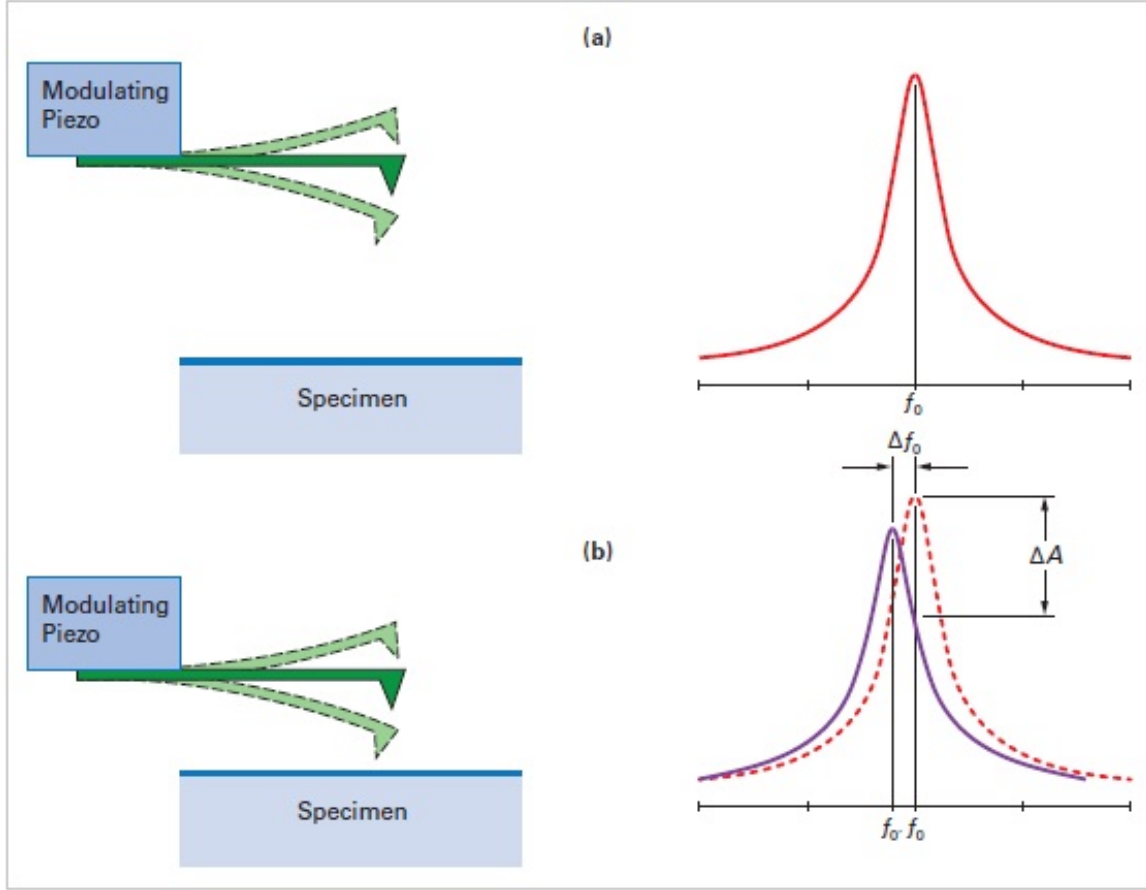 (a)
Modulating
Piezo
Specimen
f₀
Δf₀
(b)
ΔA
Modulating
Piezo
Specimen
f₀' f₀